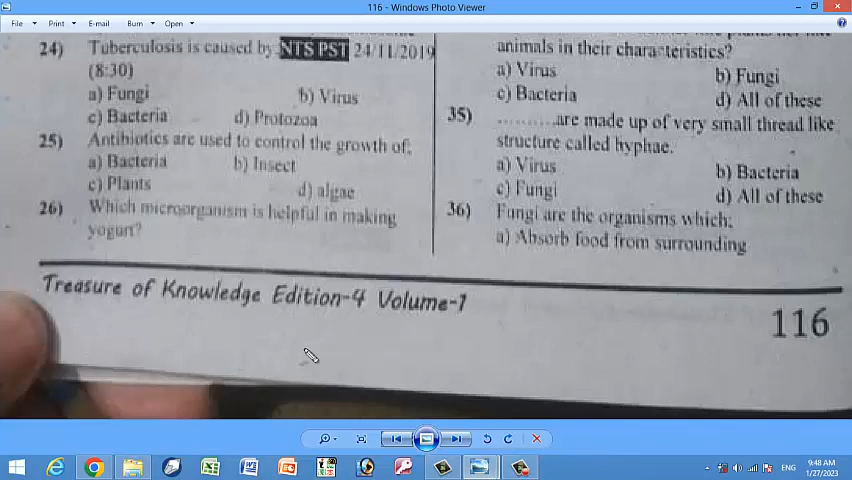 116 - Windows Photo Viewer
File Print E-mail Burn Open
24) Tuberculosis is caused by NTS PST 24/11/2019
(8:30)
a) Fungi b) Virus
c) Bacteria d) Protozoa
25) Antibiotics are used to control the growth of:
a) Bacteria b) Insect
c) Plants d) algae
26) Which microorganism is helpful in making
yogurt?
animals in their characteristics?
a) Virus b) Fungi
c) Bacteria d) All of these
35) ..........are made up of very small thread like
structure called hyphae.
a) Virus b) Bacteria
c) Fungi d) All of these
36) Fungi are the organisms which;
a) Absorb food from surrounding
Treasure of Knowledge Edition-4 Volume-1
116
ENG
9:48 AM
1/27/2023